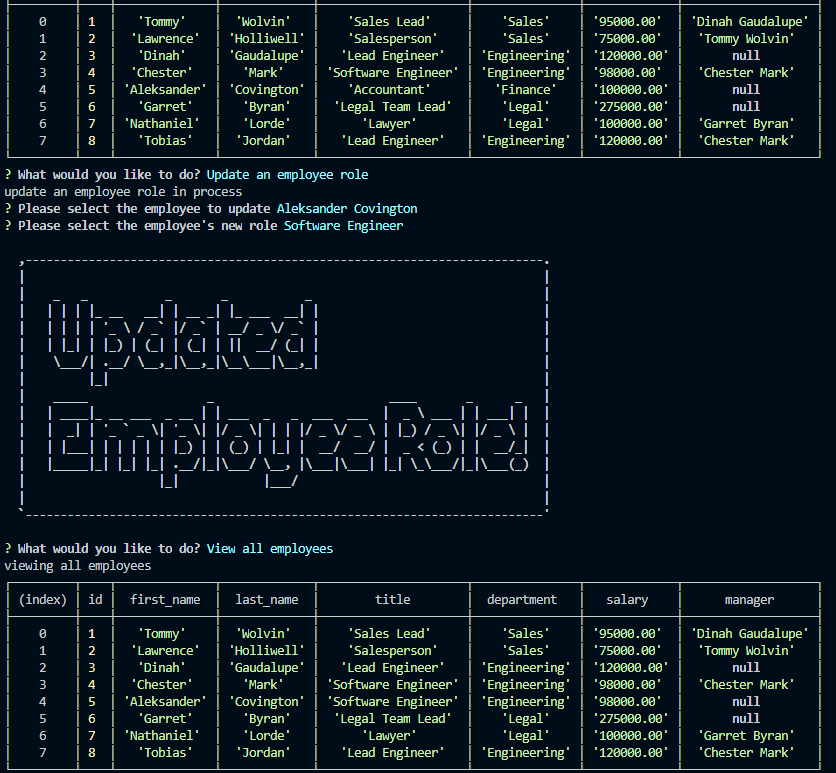 0 1 'Tommy' 'Wolvin' 'Sales Lead' 'Sales' '95000.00' 'Dinah Gaudalupe'
1 2 'Lawrence' 'Holliwell' 'Salesperson' 'Sales' '75000.00' 'Tommy Wolvin'
2 3 'Dinah' 'Gaudalupe' 'Lead Engineer' 'Engineering' '120000.00' null
3 4 'Chester' 'Mark' 'Software Engineer' 'Engineering' '98000.00' 'Chester Mark'
4 5 'Aleksander' 'Covington' 'Accountant' 'Finance' '100000.00' null
5 6 'Garret' 'Byran' 'Legal Team Lead' 'Legal' '275000.00' null
6 7 'Nathaniel' 'Lorde' 'Lawyer' 'Legal' '100000.00' 'Garret Byran'
7 8 'Tobias' 'Jordan' 'Lead Engineer' 'Engineering' '120000.00' 'Chester Mark'
? What would you like to do? Update an employee role
update an employee role in process
? Please select the employee to update Aleksander Covington
? Please select the employee's new role Software Engineer
Updated
Employee Role!
? What would you like to do? View all employees
viewing all employees
(index) id first_name last_name title department salary manager
0 1 'Tommy' 'Wolvin' 'Sales Lead' 'Sales' '95000.00' 'Dinah Gaudalupe'
1 2 'Lawrence' 'Holliwell' 'Salesperson' 'Sales' '75000.00' 'Tommy Wolvin'
2 3 'Dinah' 'Gaudalupe' 'Lead Engineer' 'Engineering' '120000.00' null
3 4 'Chester' 'Mark' 'Software Engineer' 'Engineering' '98000.00' 'Chester Mark'
4 5 'Aleksander' 'Covington' 'Software Engineer' 'Engineering' '98000.00' null
5 6 'Garret' 'Byran' 'Legal Team Lead' 'Legal' '275000.00' null
6 7 'Nathaniel' 'Lorde' 'Lawyer' 'Legal' '100000.00' 'Garret Byran'
7 8 'Tobias' 'Jordan' 'Lead Engineer' 'Engineering' '120000.00' 'Chester Mark'